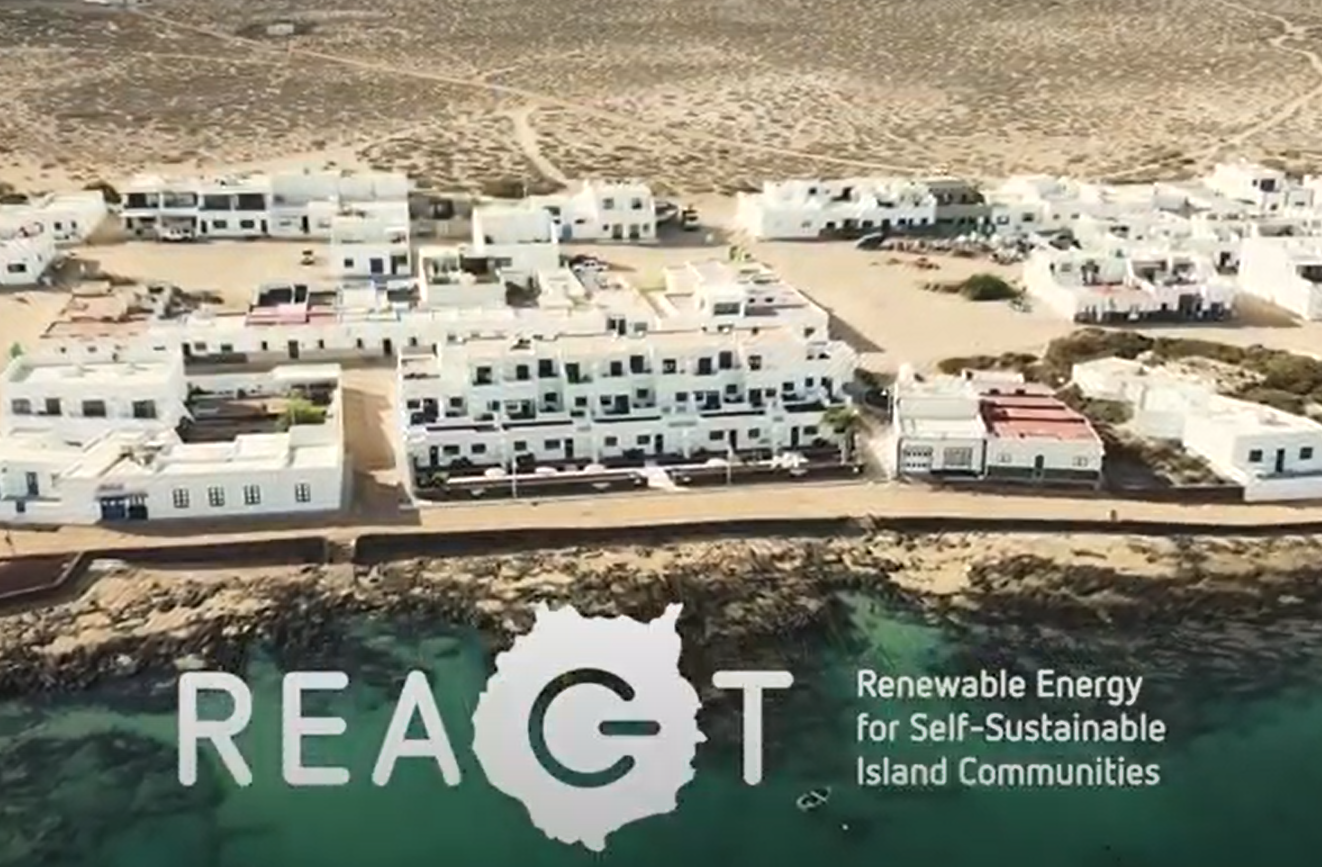 REACT
Renewable Energy
for Self-Sustainable
Island Communities